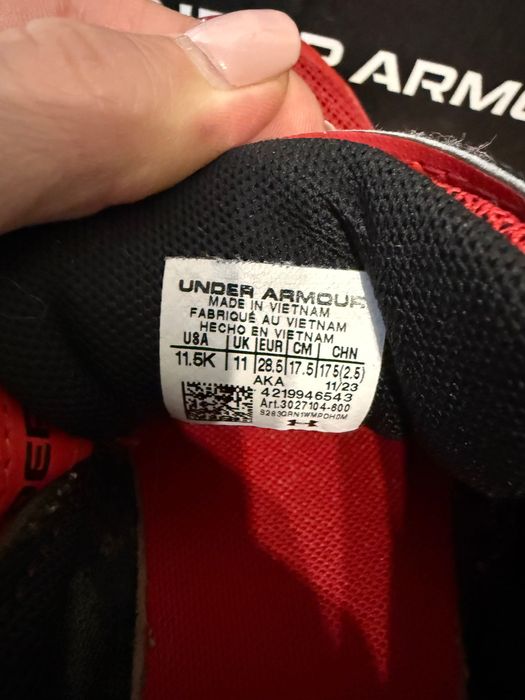 ARMO
UNDER ARMOUR
MADE IN VIETNAM
FABRIQUÉ AU VIETNAM
HECHO EN VIETNAM
USA UK EUR CM CHN
11.5K 11 28.5 17.5 175(2.5)
AKA 11/23
4219946543
Art.3027104-600